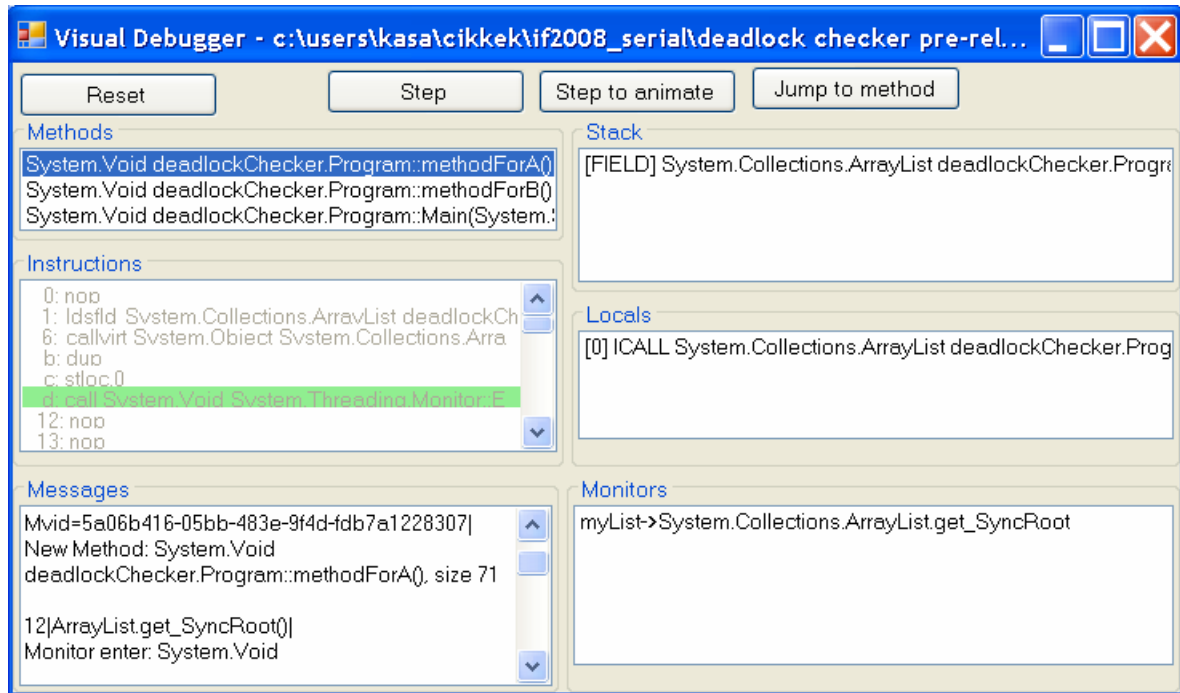 Visual Debugger - c:\users\kasa\cikkek\if2008_serial\deadlock checker pre-rel...
Reset
Step
Step to animate
Jump to method
Methods
System.Void deadlockChecker.Program::methodForA()
System.Void deadlockChecker.Program::methodForB()
System.Void deadlockChecker.Program::Main(System.
Stack
[FIELD] System.Collections.ArrayList deadlockChecker.Progra
Instructions
0: nop
1: ldsfld System.Collections.ArrayList deadlockCh
6: callvirt System.Object System.Collections.Arra
b: dup
c: stloc.0
d: call System.Void System.Threading.Monitor::E
12: nop
13: nop
Locals
[0] ICALL System.Collections.ArrayList deadlockChecker.Prog
Messages
Mvid=5a06b416-05bb-483e-9f4d-fdb7a1228307|
New Method: System.Void
deadlockChecker.Program::methodForA(), size 71
12|ArrayList.get_SyncRoot()|
Monitor enter: System.Void
Monitors
myList->System.Collections.ArrayList.get_SyncRoot